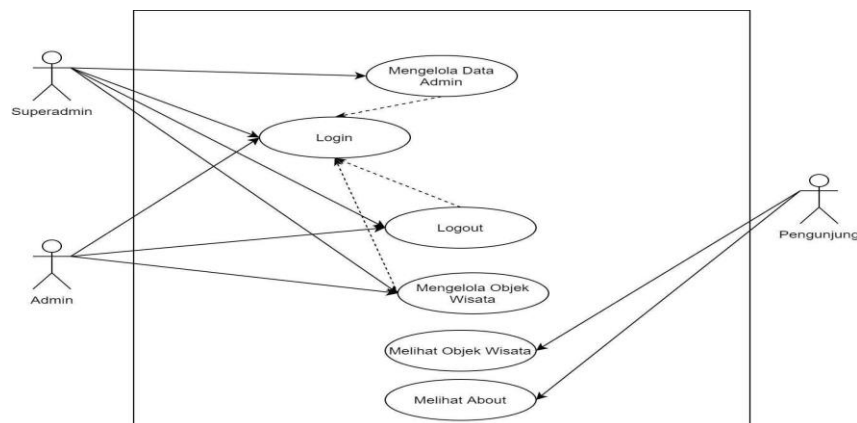 Mengelola Data
Admin
Superadmin
Login
Logout
Pengunjung
Admin
Mengelola Objek
Wisata
Melihat Objek Wisata
Melihat About